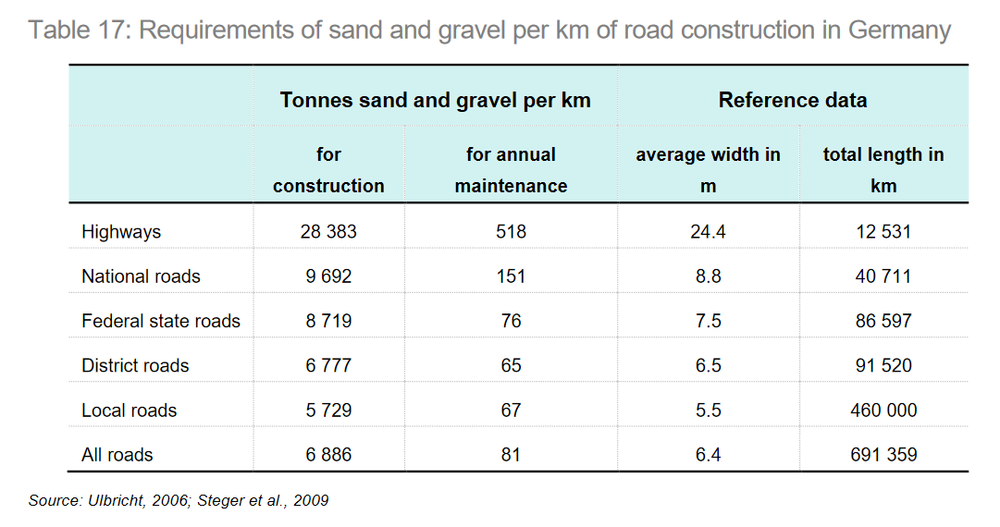 Table 17: Requirements of sand and gravel per km of road construction in Germany
Tonnes sand and gravel per km Reference data
for construction for annual maintenance average width in m total length in km
Highways 28 383 518 24.4 12 531
National roads 9 692 151 8.8 40 711
Federal state roads 8 719 76 7.5 86 597
District roads 6 777 65 6.5 91 520
Local roads 5 729 67 5.5 460 000
All roads 6 886 81 6.4 691 359
Source: Ulbricht, 2006; Steger et al., 2009